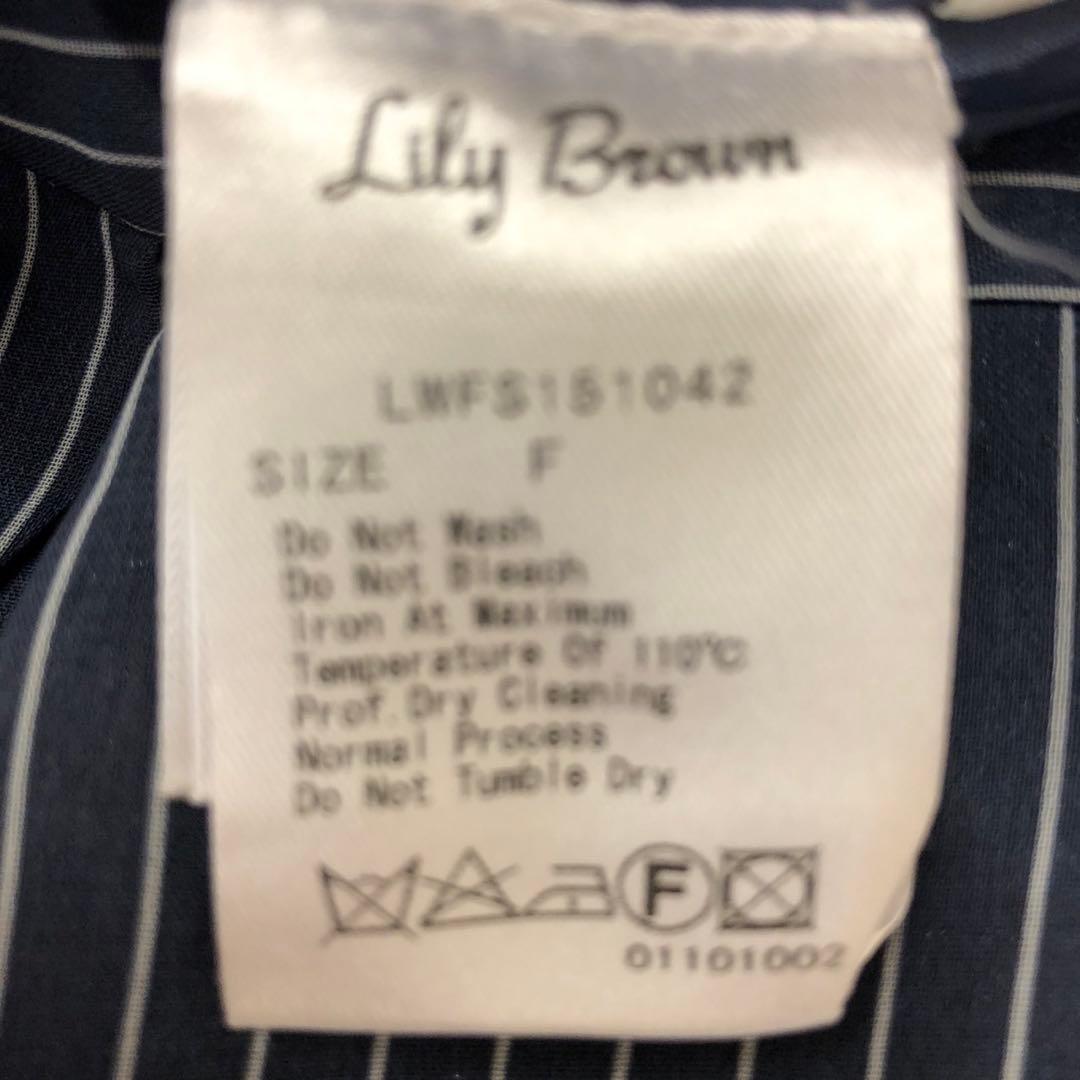 Lily Brown
LWFS151042
SIZE F
Do Not Wash
Do Not Bleach
Iron At Maximum
Temperature Of 110℃
Prof.Dry Cleaning
Normal Process
Do Not Tumble Dry
F
01101002